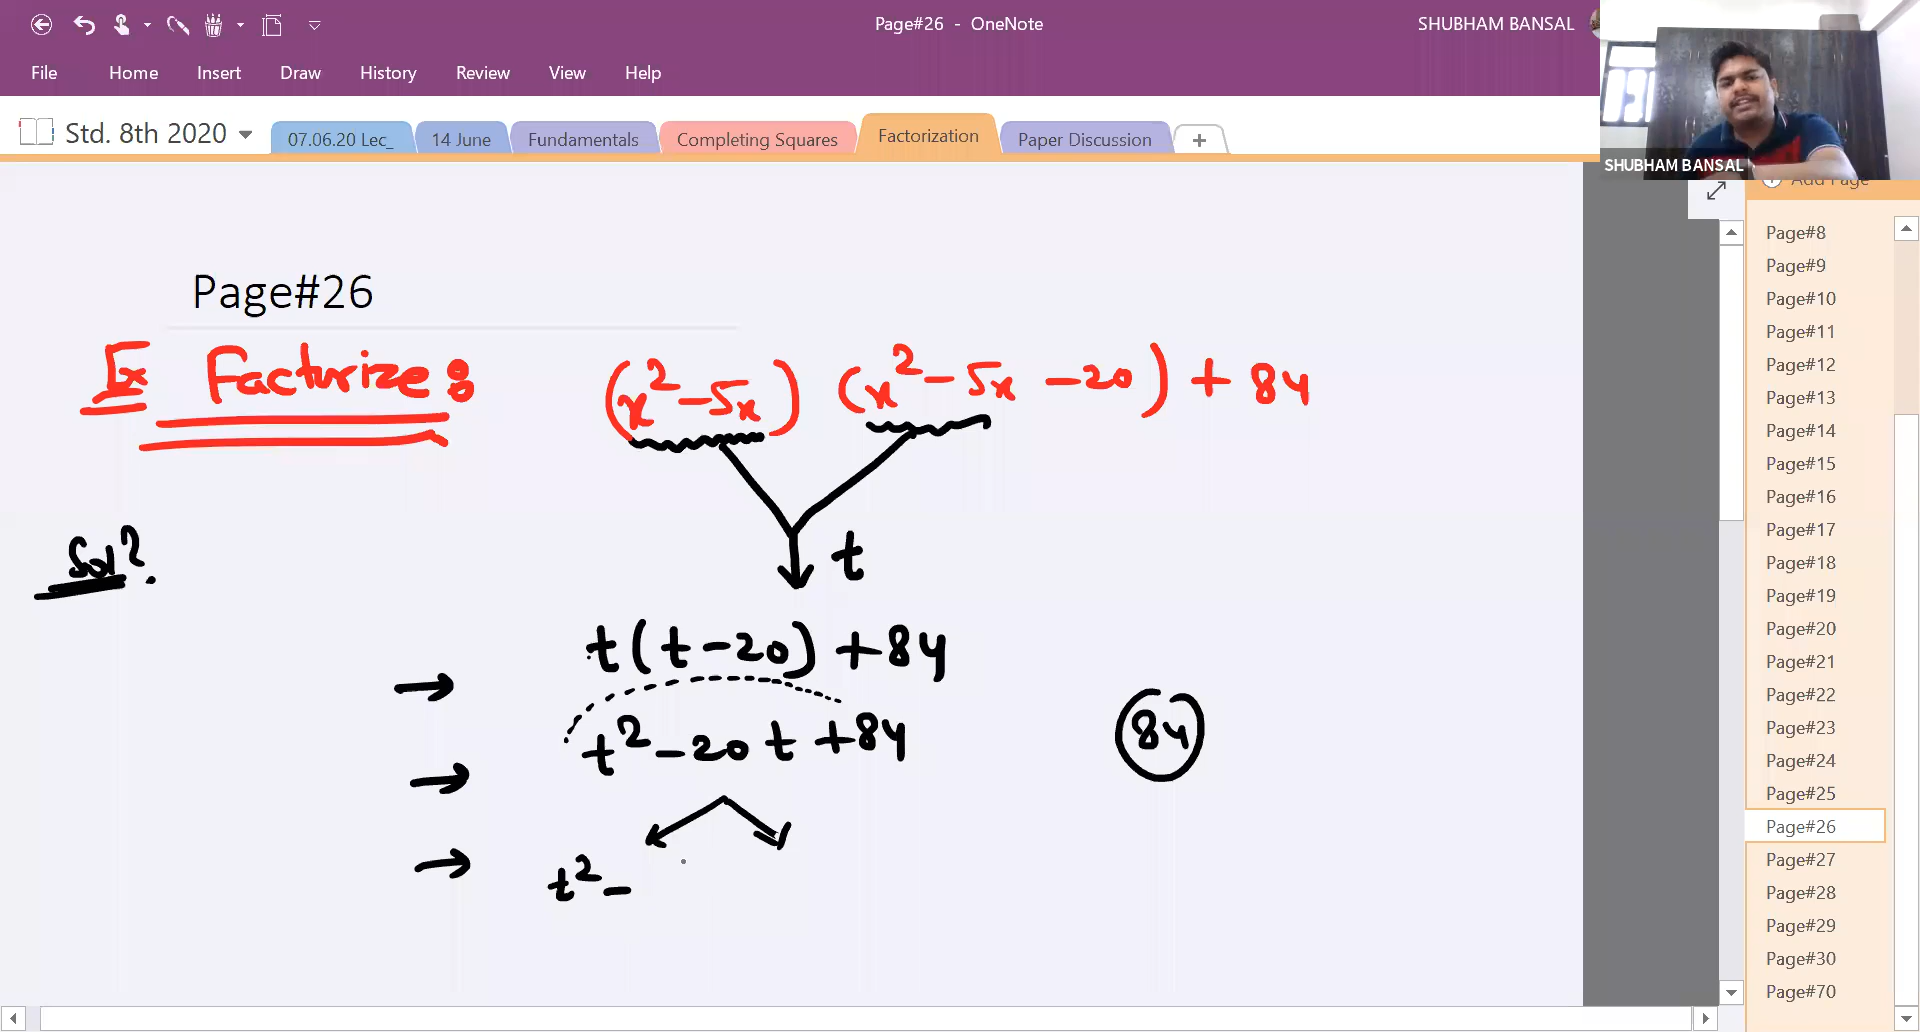 Page#26 - OneNote
SHUBHAM BANSAL
File Home Insert Draw History Review View Help
Std. 8th 2020
07.06.20 Lec_ 14 June Fundamentals Completing Squares Factorization Paper Discussion +
SHUBHAM BANSAL
Add Page
Page#8
Page#9
Page#10
Page#11
Page#12
Page#13
Page#14
Page#15
Page#16
Page#17
Page#18
Page#19
Page#20
Page#21
Page#22
Page#23
Page#24
Page#25
Page#26
Page#27
Page#28
Page#29
Page#30
Page#70
Page#26
Ex Factorize : (x² - 5x) (x² - 5x - 20) + 84
t
Solⁿ.
→ t(t - 20) + 84
→ t² - 20t + 84
84
→ t² -